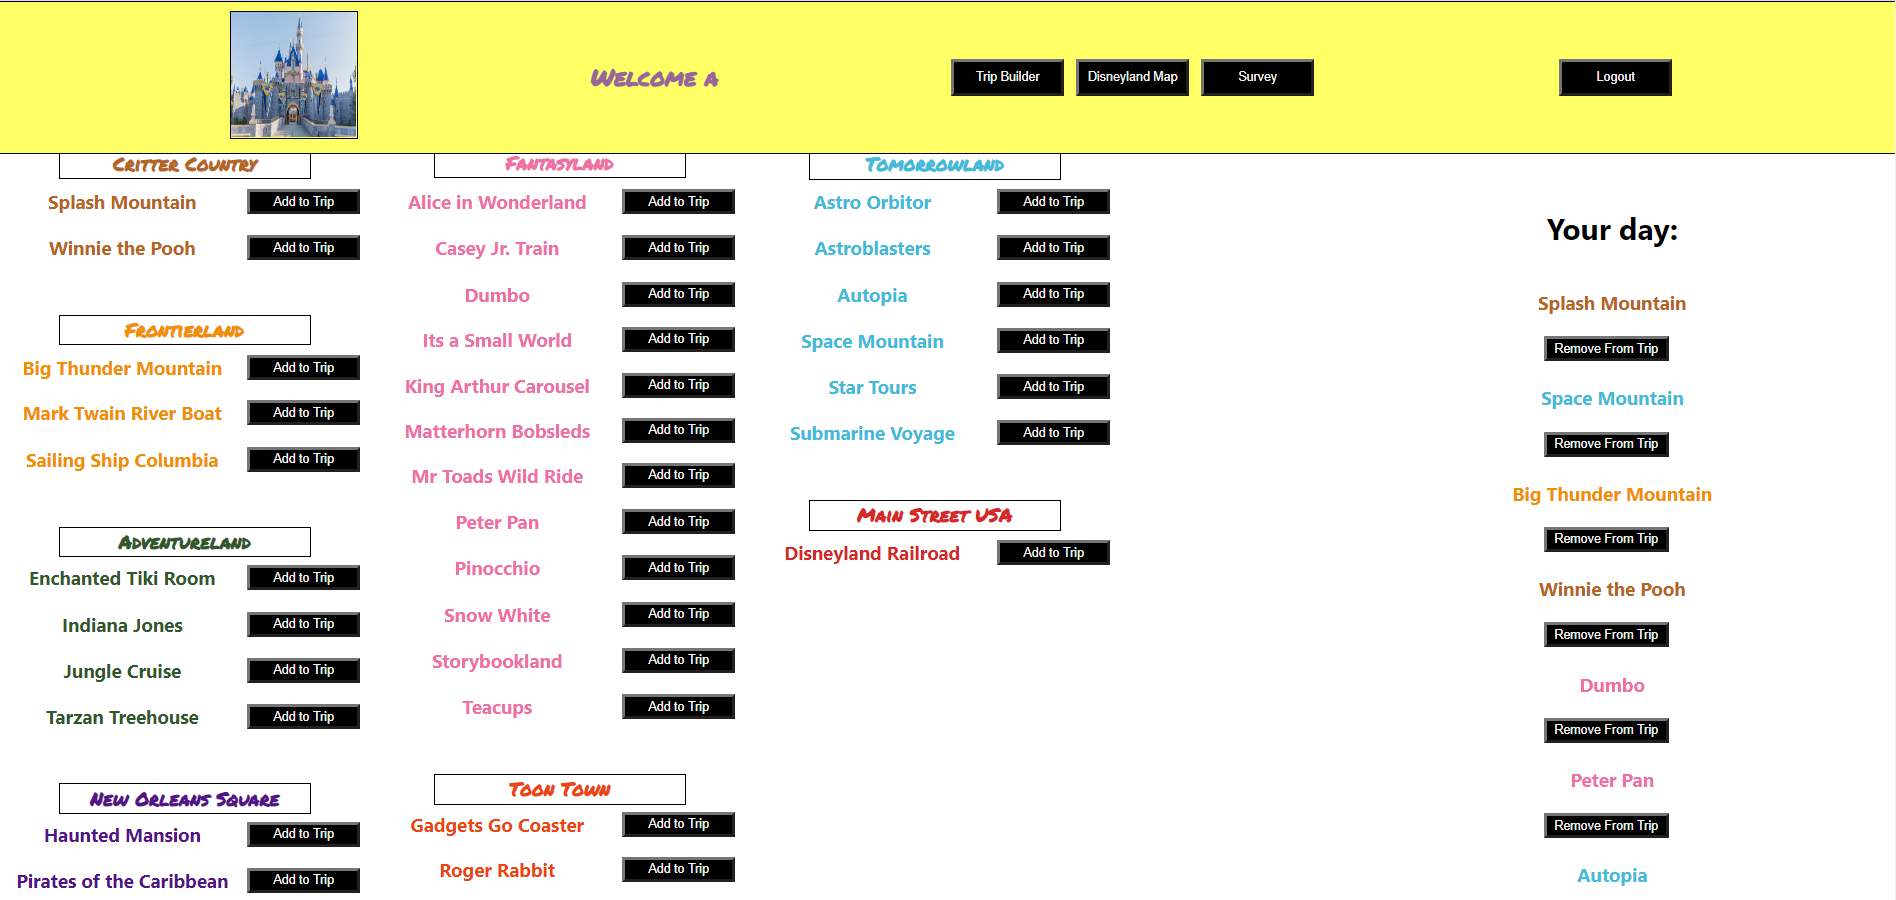 Welcome a
Trip Builder
Disneyland Map
Survey
Logout
Critter Country
Splash Mountain Add to Trip
Winnie the Pooh Add to Trip
Frontierland
Big Thunder Mountain Add to Trip
Mark Twain River Boat Add to Trip
Sailing Ship Columbia Add to Trip
Adventureland
Enchanted Tiki Room Add to Trip
Indiana Jones Add to Trip
Jungle Cruise Add to Trip
Tarzan Treehouse Add to Trip
New Orleans Square
Haunted Mansion Add to Trip
Pirates of the Caribbean Add to Trip
Fantasyland
Alice in Wonderland Add to Trip
Casey Jr. Train Add to Trip
Dumbo Add to Trip
Its a Small World Add to Trip
King Arthur Carousel Add to Trip
Matterhorn Bobsleds Add to Trip
Mr Toads Wild Ride Add to Trip
Peter Pan Add to Trip
Pinocchio Add to Trip
Snow White Add to Trip
Storybookland Add to Trip
Teacups Add to Trip
Toon Town
Gadgets Go Coaster Add to Trip
Roger Rabbit Add to Trip
Tomorrowland
Astro Orbitor Add to Trip
Astroblasters Add to Trip
Autopia Add to Trip
Space Mountain Add to Trip
Star Tours Add to Trip
Submarine Voyage Add to Trip
Main Street USA
Disneyland Railroad Add to Trip
Your day:
Splash Mountain
Remove From Trip
Space Mountain
Remove From Trip
Big Thunder Mountain
Remove From Trip
Winnie the Pooh
Remove From Trip
Dumbo
Remove From Trip
Peter Pan
Remove From Trip
Autopia